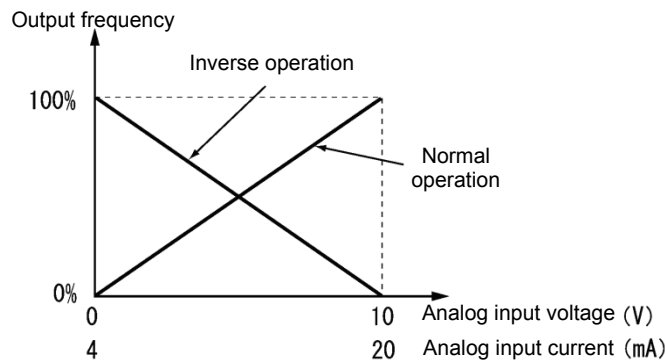 Output frequency
Inverse operation
100%
Normal
operation
0%
0 10 Analog input voltage (V)
4 20 Analog input current (mA)